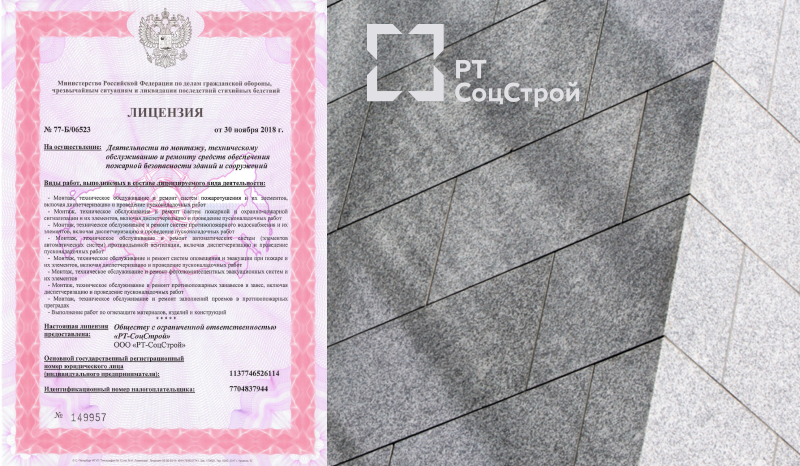 Министерство Российской Федерации по делам гражданской обороны,
чрезвычайным ситуациям и ликвидации последствий стихийных бедствий
ЛИЦЕНЗИЯ
№ 77-Б/06523
от 30 ноября 2018 г.
На осуществление: Деятельности по монтажу, техническому
обслуживанию и ремонту средств обеспечения
пожарной безопасности зданий и сооружений
Виды работ, выполняемых в составе лицензируемого вида деятельности:
- Монтаж, техническое обслуживание и ремонт систем пожаротушения и их элементов,
включая диспетчеризацию и проведение пусконаладочных работ
- Монтаж, техническое обслуживание и ремонт систем пожарной и охранно-пожарной
сигнализации и их элементов, включая диспетчеризацию и проведение пусконаладочных работ
- Монтаж, техническое обслуживание и ремонт систем противопожарного водоснабжения и их
элементов, включая диспетчеризацию и проведение пусконаладочных работ
- Монтаж, техническое обслуживание и ремонт автоматических систем (элементов
автоматических систем) противодымной вентиляции, включая диспетчеризацию и проведение
пусконаладочных работ
- Монтаж, техническое обслуживание и ремонт систем оповещения и эвакуации при пожаре и
их элементов, включая диспетчеризацию и проведение пусконаладочных работ
- Монтаж, техническое обслуживание и ремонт фотолюминесцентных эвакуационных систем и
их элементов
- Монтаж, техническое обслуживание и ремонт противопожарных занавесов и завес, включая
диспетчеризацию и проведение пусконаладочных работ
- Монтаж, техническое обслуживание и ремонт заполнений проемов в противопожарных
преградах
- Выполнение работ по огнезащите материалов, изделий и конструкций
* * * * *
Настоящая лицензия Обществу с ограниченной ответственностью
предоставлена: «РТ-СоцСтрой»
ООО «РТ-СоцСтрой»
Основной государственный регистрационный
номер юридического лица
(индивидуального предпринимателя): 1137746526114
Идентификационный номер налогоплательщика: 7704837944
№ 149957
РТ
СоцСтрой